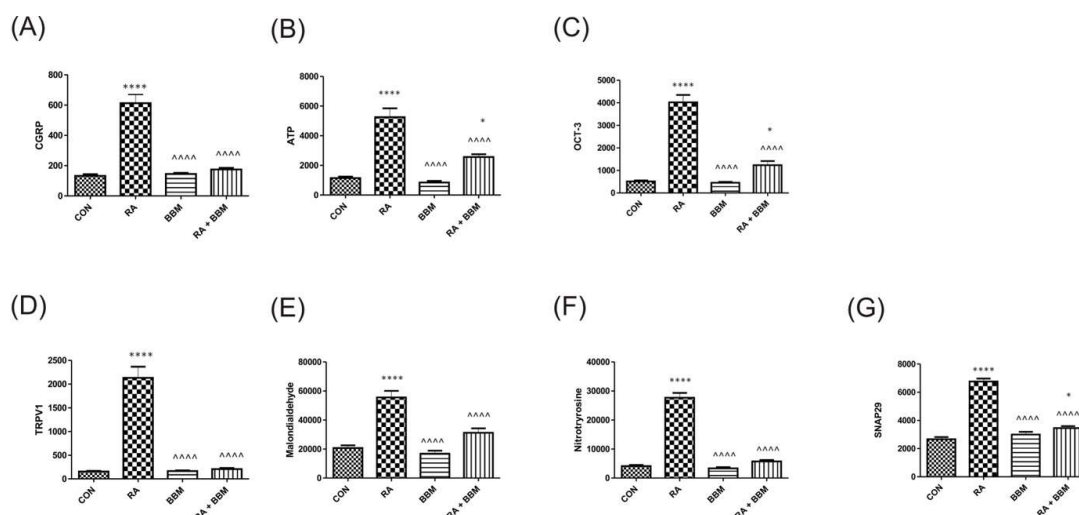 (A)
CGRP
800
600
400
200
0
****
^^^^
^^^^
CON
RA
BBM
RA + BBM
(B)
ATP
8000
6000
4000
2000
0
****
^^^^
*
^^^^
CON
RA
BBM
RA + BBM
(C)
OCT-3
5000
4000
3000
2000
1000
0
****
^^^^
*
^^^^
CON
RA
BBM
RA + BBM
(D)
TRPV1
2500
2000
1500
1000
500
0
****
^^^^
^^^^
CON
RA
BBM
RA + BBM
(E)
Malondialdehyde
80000
60000
40000
20000
0
****
^^^^
^^^^
CON
RA
BBM
RA + BBM
(F)
Nitrotryrosine
40000
30000
20000
10000
0
****
^^^^
^^^^
CON
RA
BBM
RA + BBM
(G)
SNAP29
8000
6000
4000
2000
0
****
^^^^
*
^^^^
CON
RA
BBM
RA + BBM